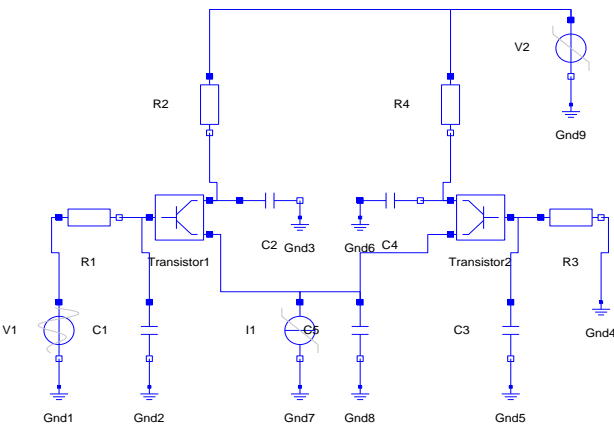 V2
R2
R4
Gnd9
C2
Gnd3
Gnd6
C4
R1
Transistor1
Transistor2
R3
V1
C1
I1
C5
C3
Gnd4
Gnd1
Gnd2
Gnd7
Gnd8
Gnd5